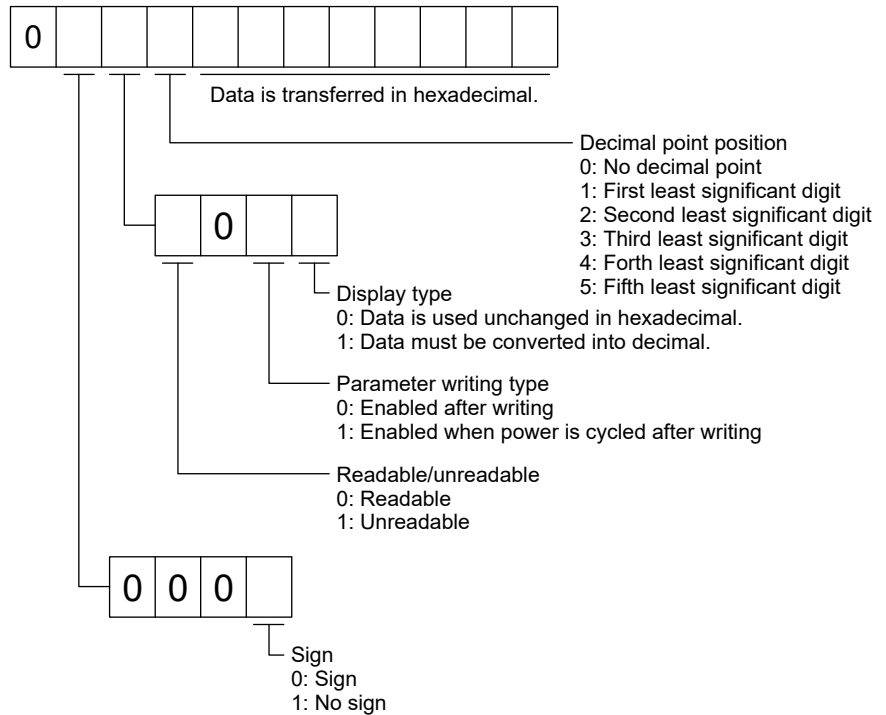 0
Data is transferred in hexadecimal.
Decimal point position
0: No decimal point
1: First least significant digit
2: Second least significant digit
3: Third least significant digit
4: Forth least significant digit
5: Fifth least significant digit
0
Display type
0: Data is used unchanged in hexadecimal.
1: Data must be converted into decimal.
Parameter writing type
0: Enabled after writing
1: Enabled when power is cycled after writing
Readable/unreadable
0: Readable
1: Unreadable
0 0 0
Sign
0: Sign
1: No sign